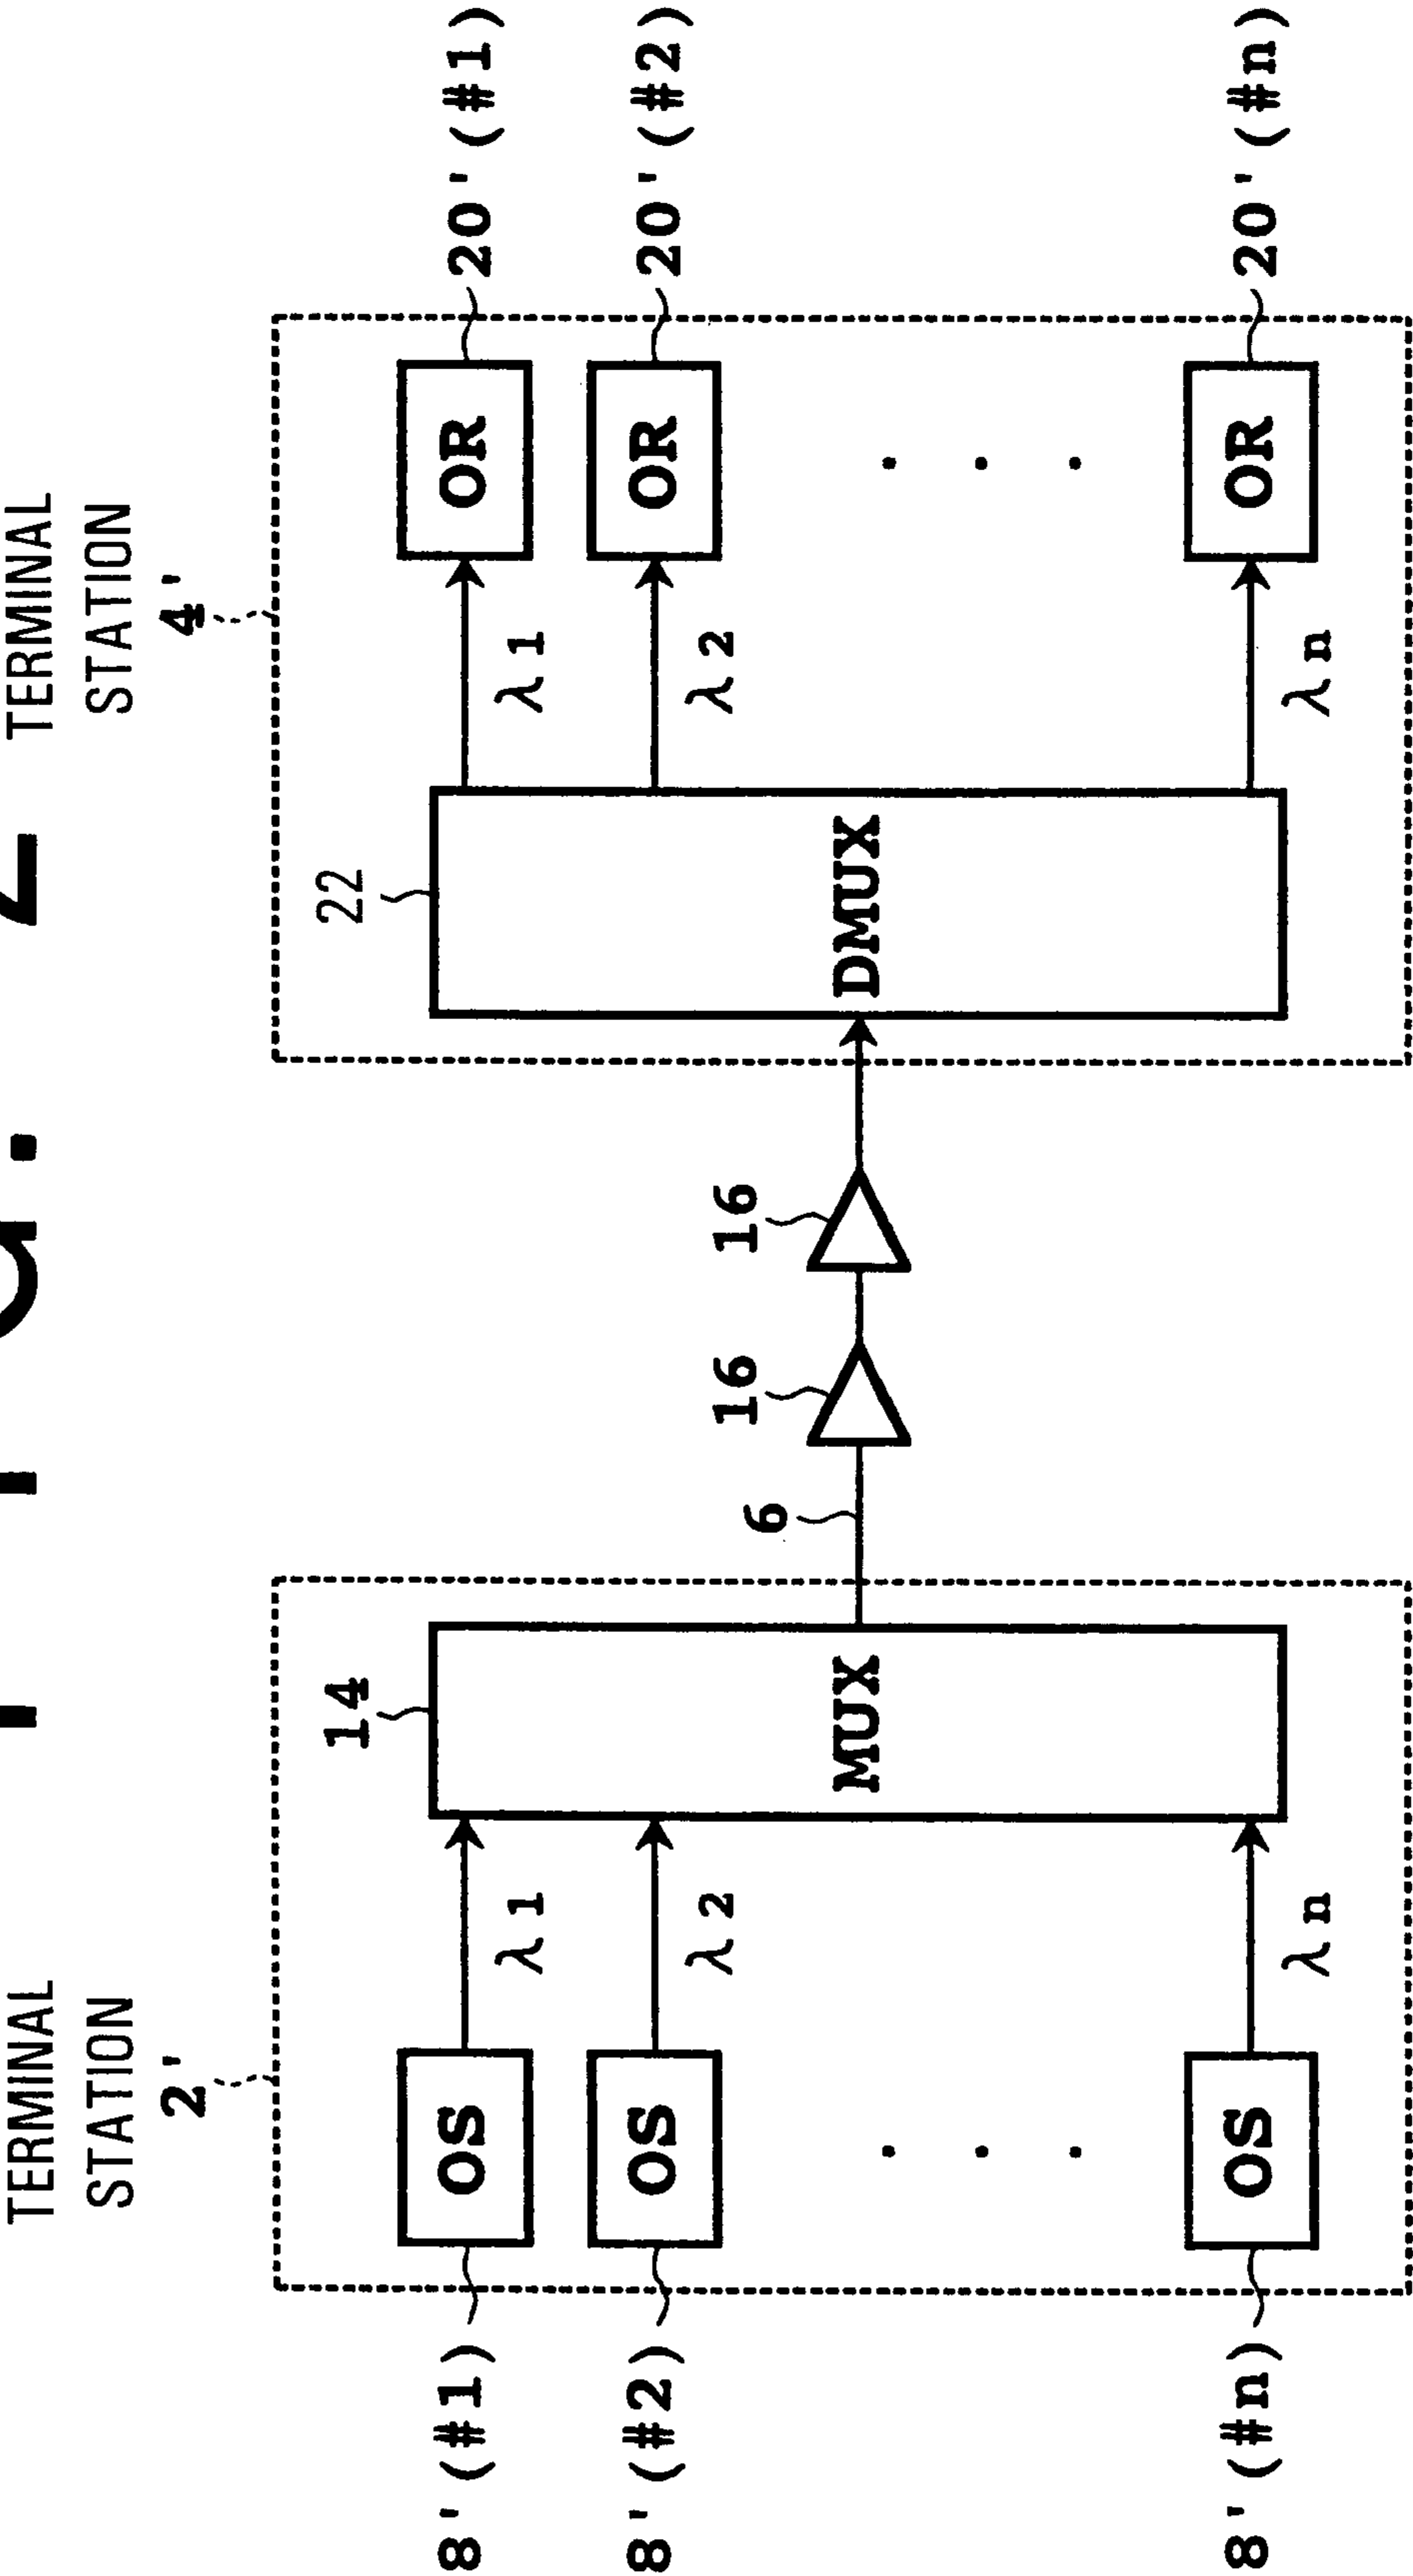 TERMINAL
STATION
2'
TERMINAL
STATION
4'
14
22
8'(#1)
OS
λ1
λ1
OR
20'(#1)
8'(#2)
OS
λ2
λ2
OR
20'(#2)
6
16
16
MUX
DMUX
. . .
. . .
8'(#n)
OS
λn
λn
OR
20'(#n)